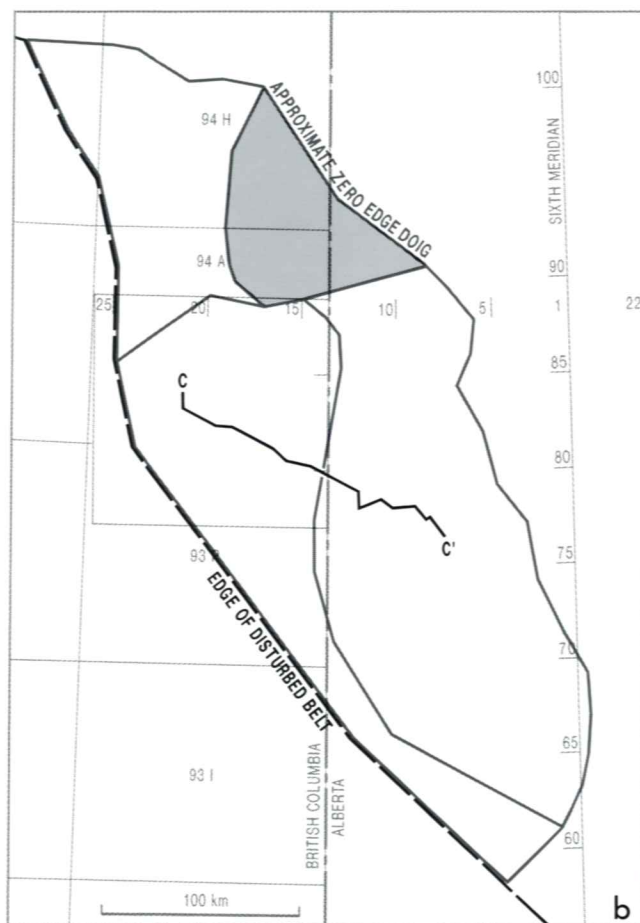 100
94 H
APPROXIMATE ZERO EDGE DOIG
SIXTH MERIDIAN
94 A
90
25
20
15
10
5
1
22
85
C
80
C'
75
EDGE OF DISTURBED BELT
70
65
93 I
BRITISH COLUMBIA
ALBERTA
60
100 km
b